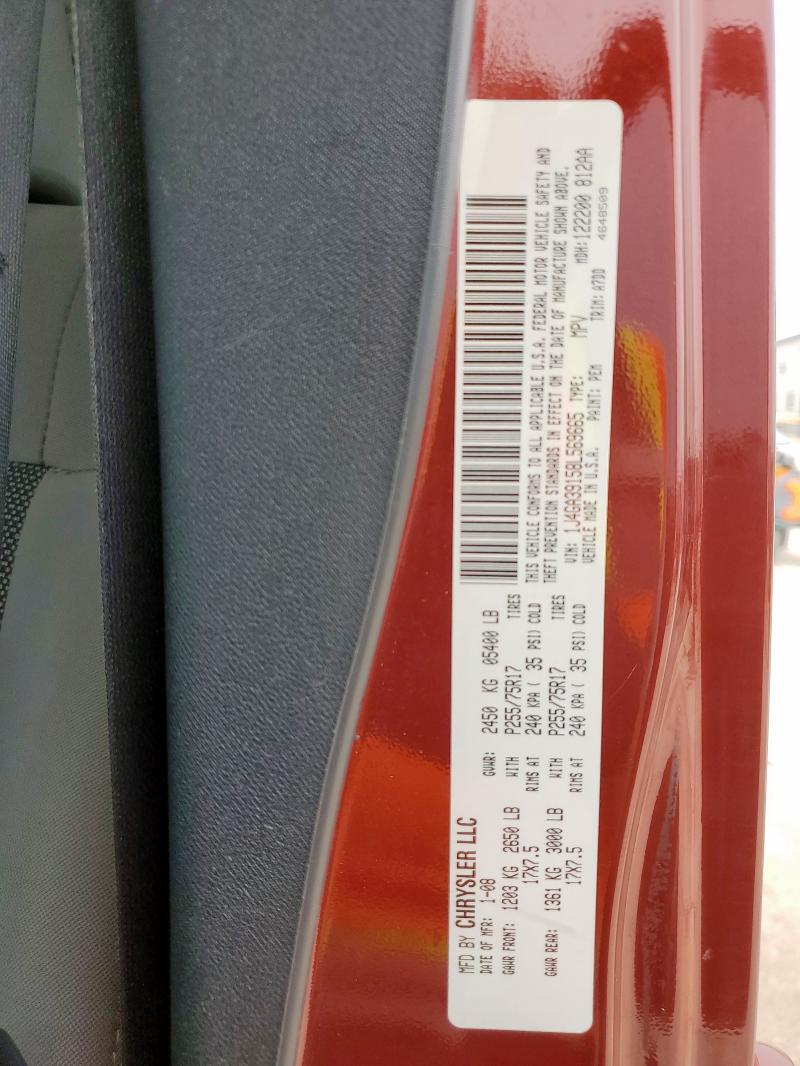 MFD BY CHRYSLER LLC
DATE OF MFR: 1-08 GVWR: 2450 KG 05400 LB
GAWR FRONT: 1203 KG 2650 LB WITH P255/75R17 TIRES
17X7.5 RIMS AT 240 KPA ( 35 PSI) COLD
GAWR REAR: 1361 KG 3000 LB WITH P255/75R17 TIRES
17X7.5 RIMS AT 240 KPA ( 35 PSI) COLD
THIS VEHICLE CONFORMS TO ALL APPLICABLE U.S.A. FEDERAL MOTOR VEHICLE SAFETY AND
THEFT PREVENTION STANDARDS IN EFFECT ON THE DATE OF MANUFACTURE SHOWN ABOVE.
VIN: 1J4GA39158L569665 TYPE: MPV MDH: 122200 812AA
VEHICLE MADE IN U.S.A. PAINT: PEM TRIM: A7DD 4648509